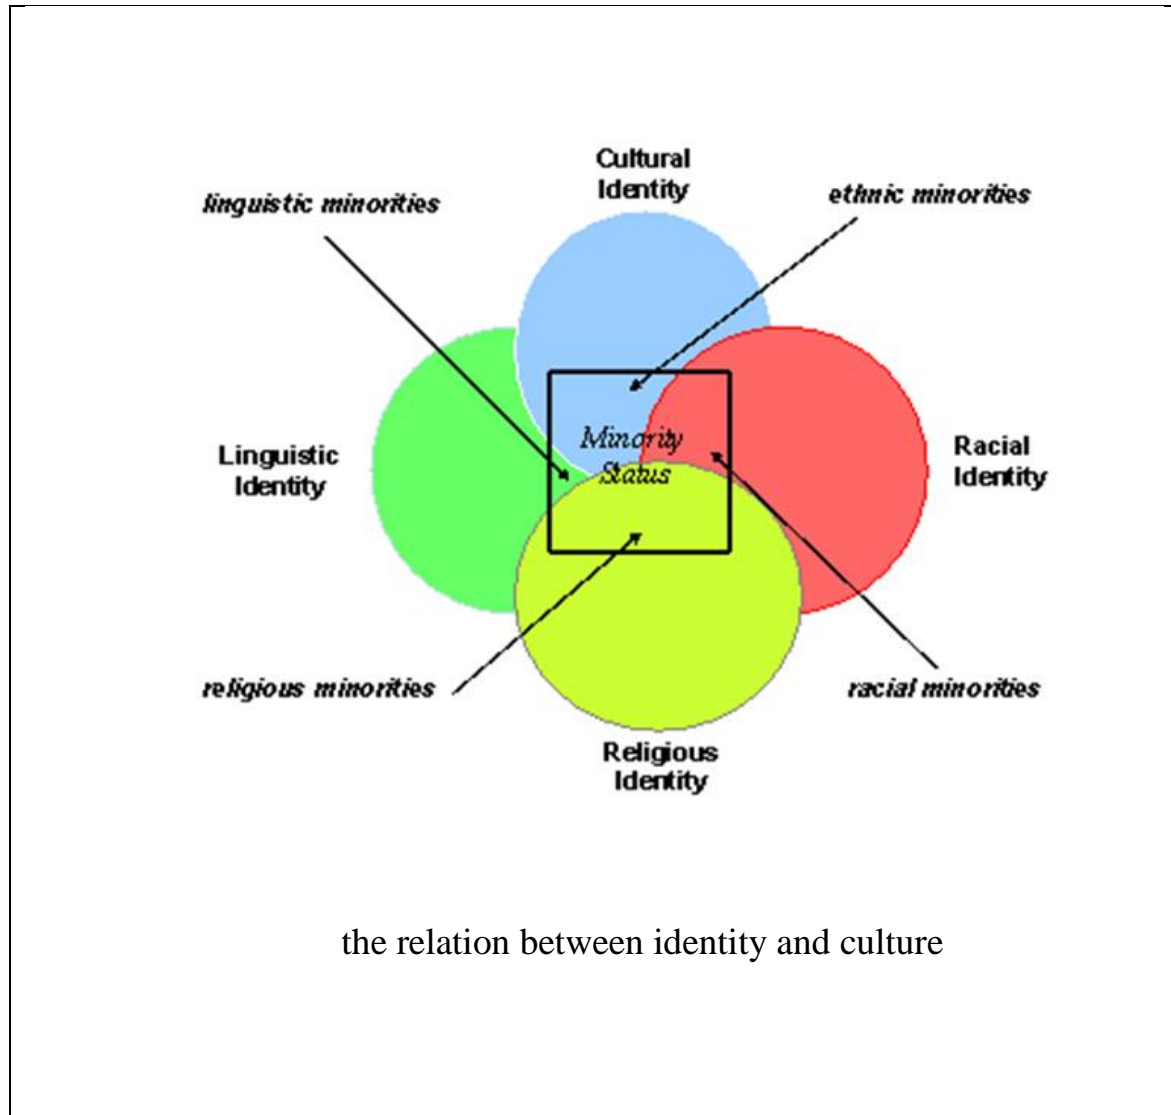 Cultural
Identity
linguistic minorities
ethnic minorities
Minority
Status
Linguistic
Identity
Racial
Identity
religious minorities
racial minorities
Religious
Identity
the relation between identity and culture